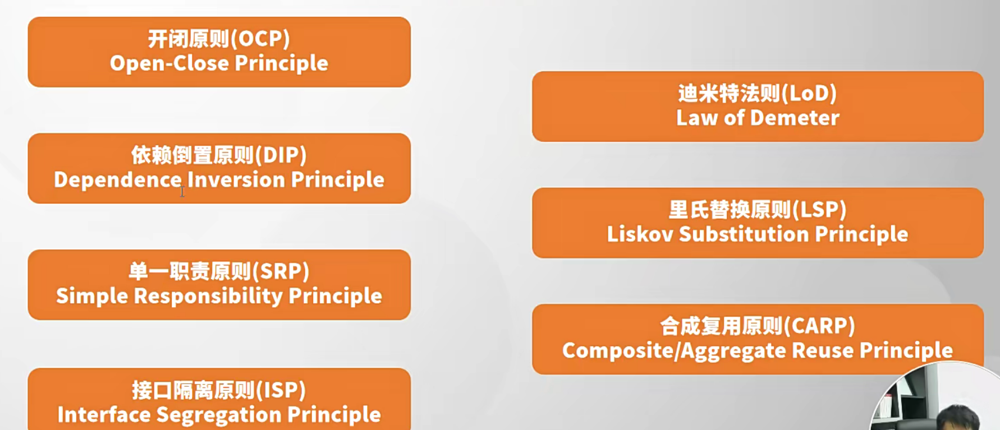 开闭原则(OCP)
Open-Close Principle
依赖倒置原则(DIP)
Dependence Inversion Principle
单一职责原则(SRP)
Simple Responsibility Principle
接口隔离原则(ISP)
Interface Segregation Principle
迪米特法则(LoD)
Law of Demeter
里氏替换原则(LSP)
Liskov Substitution Principle
合成复用原则(CARP)
Composite/Aggregate Reuse Principle